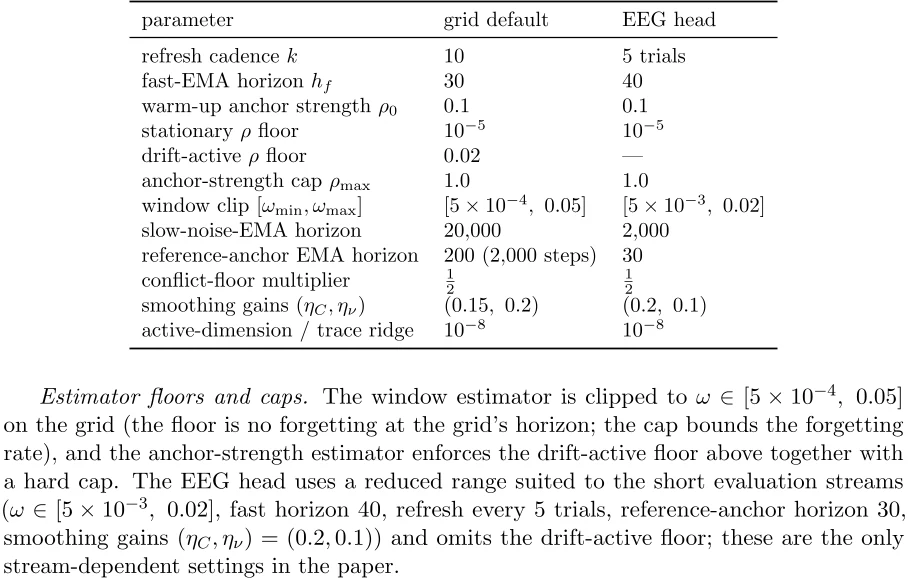 parameter grid default EEG head
refresh cadence k 10 5 trials
fast-EMA horizon h_f 30 40
warm-up anchor strength ρ₀ 0.1 0.1
stationary ρ floor 10⁻⁵ 10⁻⁵
drift-active ρ floor 0.02 —
anchor-strength cap ρ_max 1.0 1.0
window clip [ω_min, ω_max] [5 × 10⁻⁴, 0.05] [5 × 10⁻³, 0.02]
slow-noise-EMA horizon 20,000 2,000
reference-anchor EMA horizon 200 (2,000 steps) 30
conflict-floor multiplier 1/2 1/2
smoothing gains (η_C, η_ν) (0.15, 0.2) (0.2, 0.1)
active-dimension / trace ridge 10⁻⁸ 10⁻⁸
Estimator floors and caps. The window estimator is clipped to ω ∈ [5 × 10⁻⁴, 0.05]
on the grid (the floor is no forgetting at the grid's horizon; the cap bounds the forgetting
rate), and the anchor-strength estimator enforces the drift-active floor above together with
a hard cap. The EEG head uses a reduced range suited to the short evaluation streams
(ω ∈ [5 × 10⁻³, 0.02], fast horizon 40, refresh every 5 trials, reference-anchor horizon 30,
smoothing gains (η_C, η_ν) = (0.2, 0.1)) and omits the drift-active floor; these are the only
stream-dependent settings in the paper.